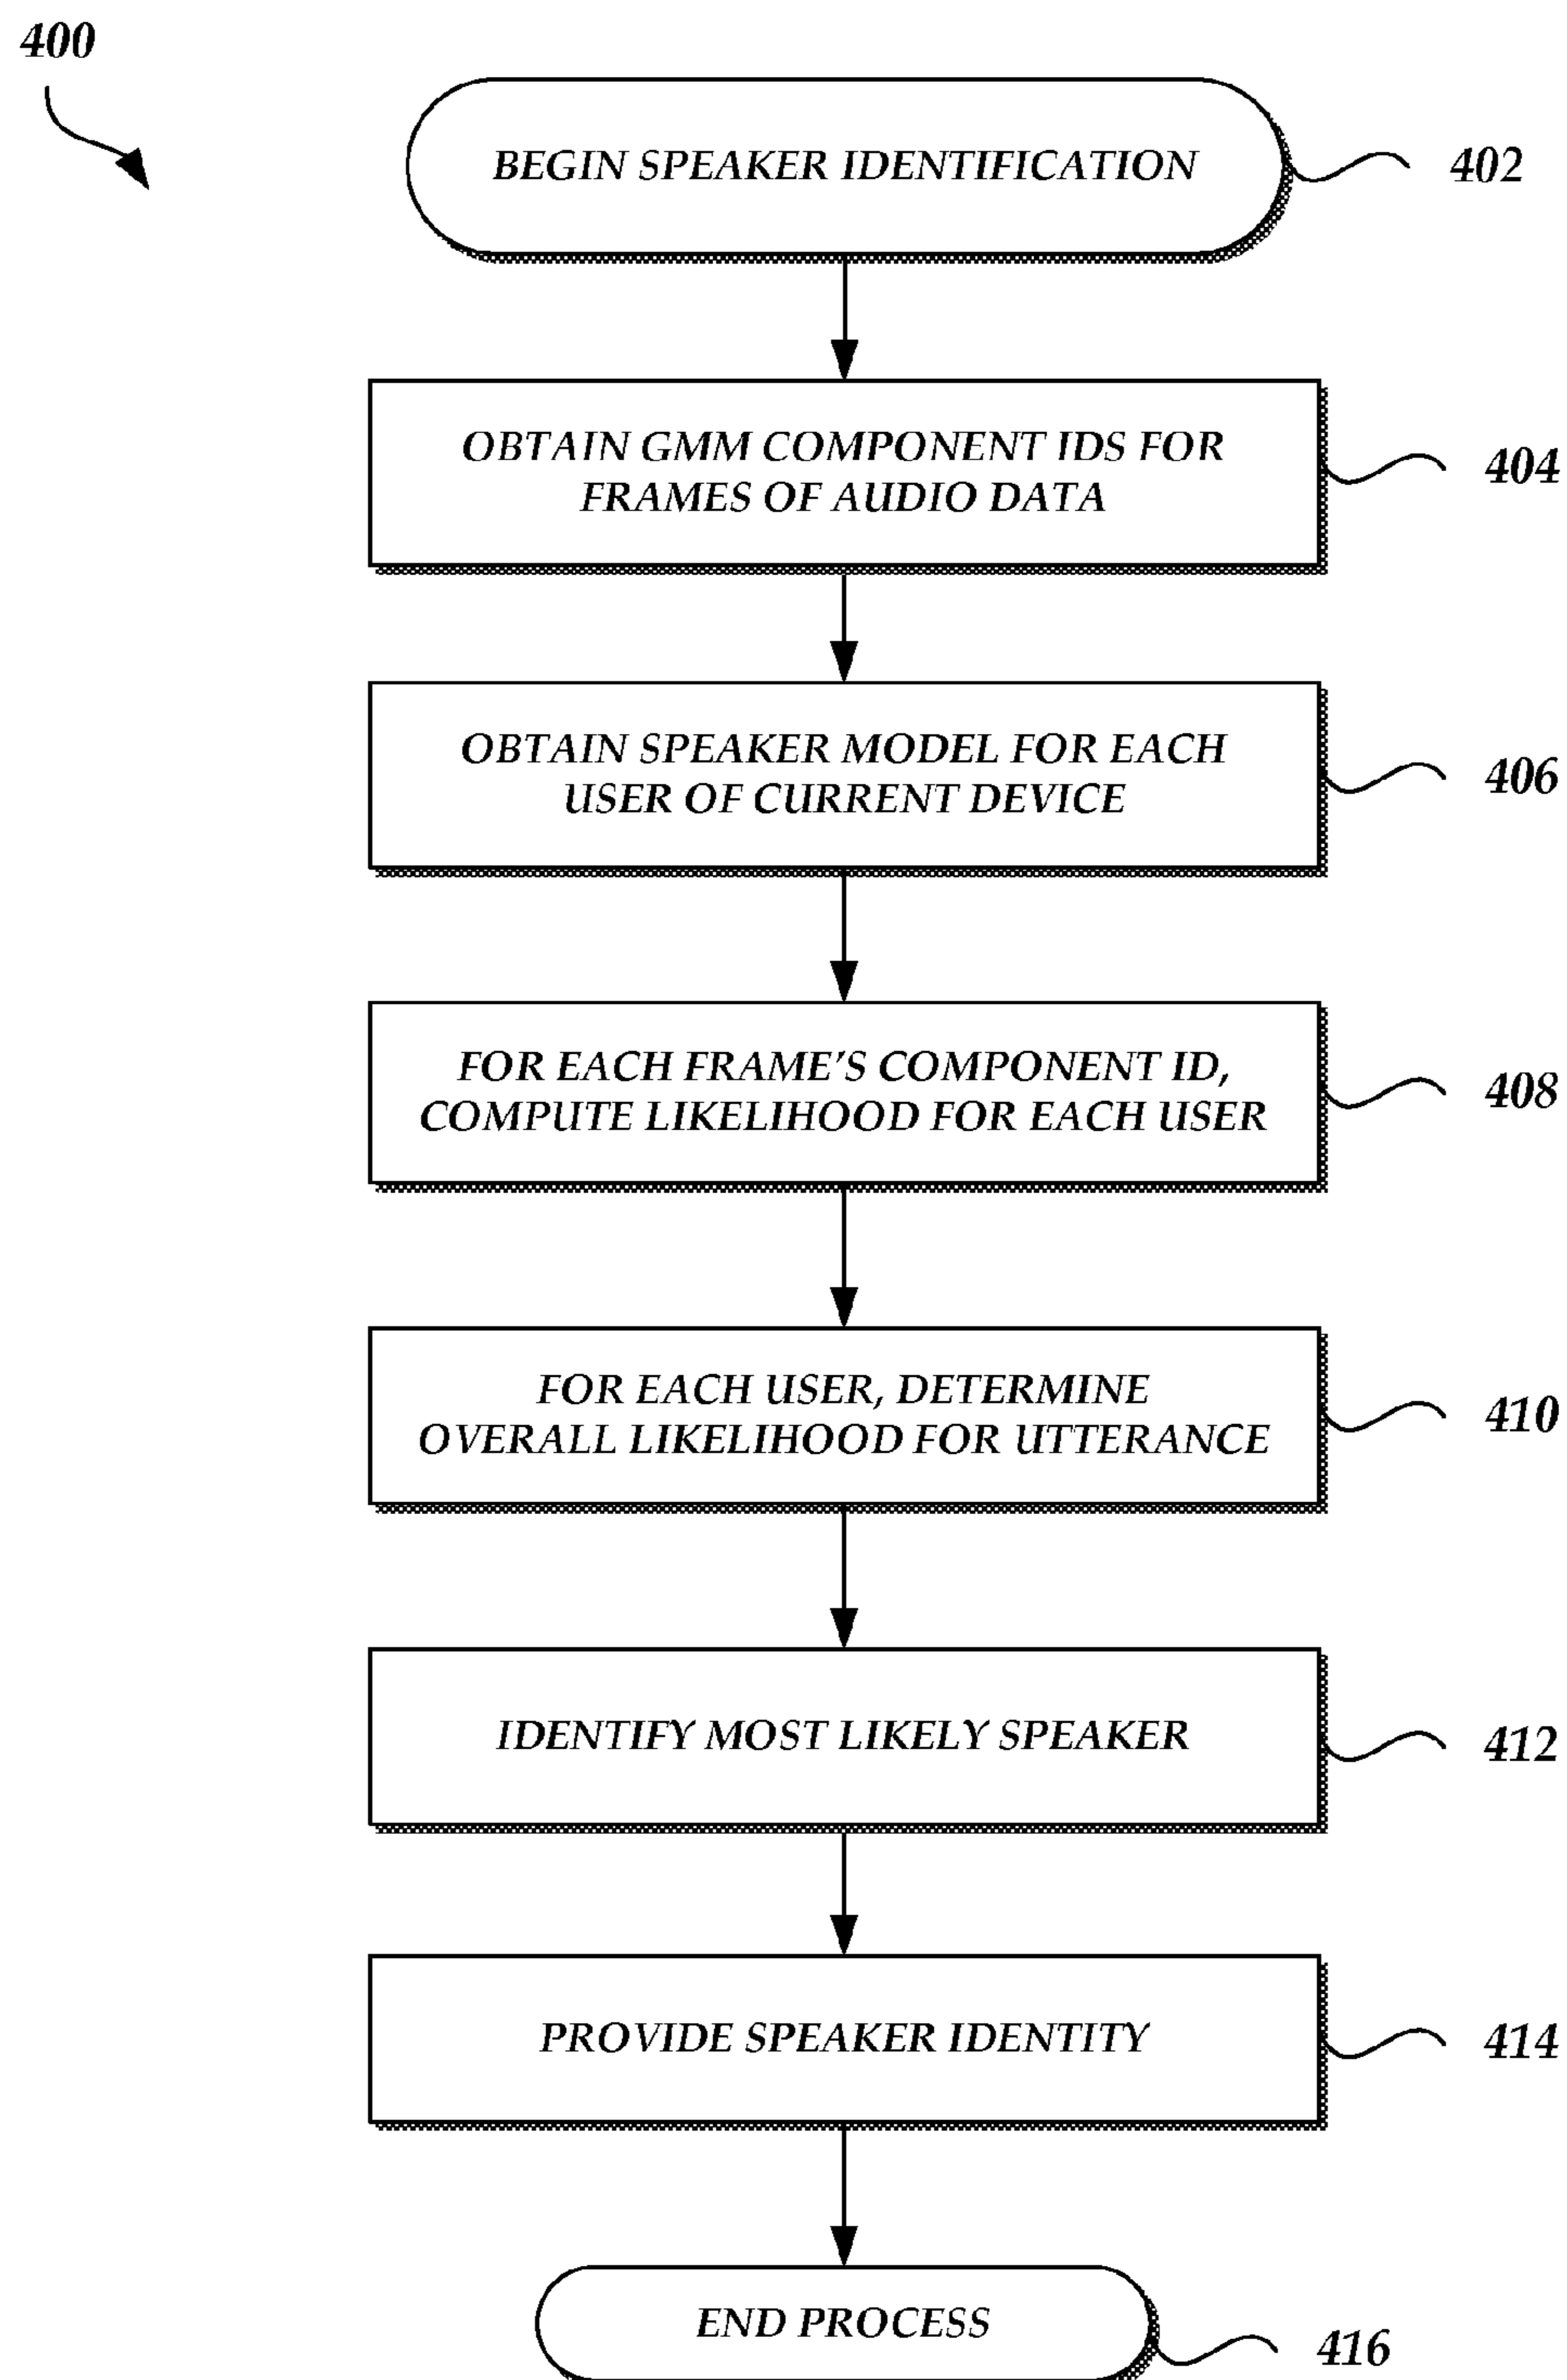 400
BEGIN SPEAKER IDENTIFICATION
402
OBTAIN GMM COMPONENT IDS FOR
FRAMES OF AUDIO DATA
404
OBTAIN SPEAKER MODEL FOR EACH
USER OF CURRENT DEVICE
406
FOR EACH FRAME'S COMPONENT ID,
COMPUTE LIKELIHOOD FOR EACH USER
408
FOR EACH USER, DETERMINE
OVERALL LIKELIHOOD FOR UTTERANCE
410
IDENTIFY MOST LIKELY SPEAKER
412
PROVIDE SPEAKER IDENTITY
414
END PROCESS
416